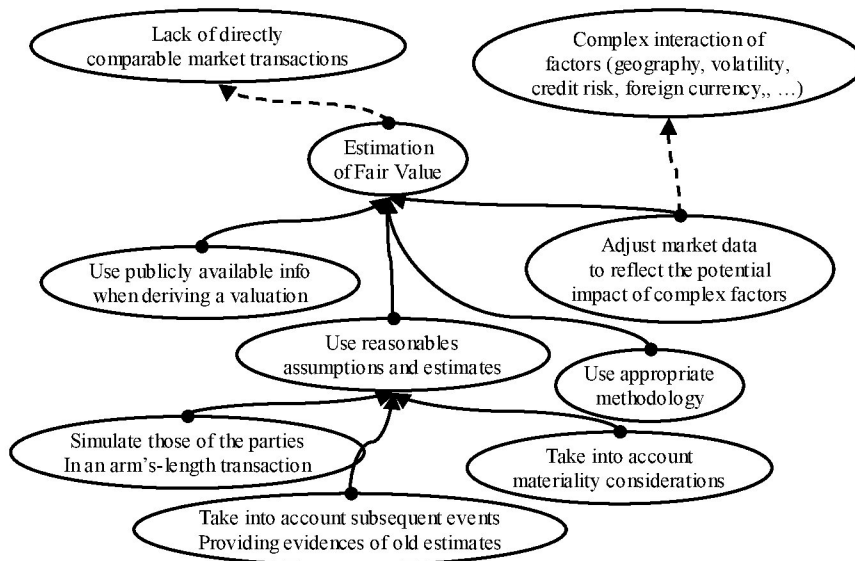 Lack of directly
comparable market transactions
Complex interaction of
factors (geography, volatility,
credit risk, foreign currency,, …)
Estimation
of Fair Value
Use publicly available info
when deriving a valuation
Adjust market data
to reflect the potential
impact of complex factors
Use reasonables
assumptions and estimates
Use appropriate
methodology
Simulate those of the parties
In an arm's-length transaction
Take into account
materiality considerations
Take into account subsequent events
Providing evidences of old estimates